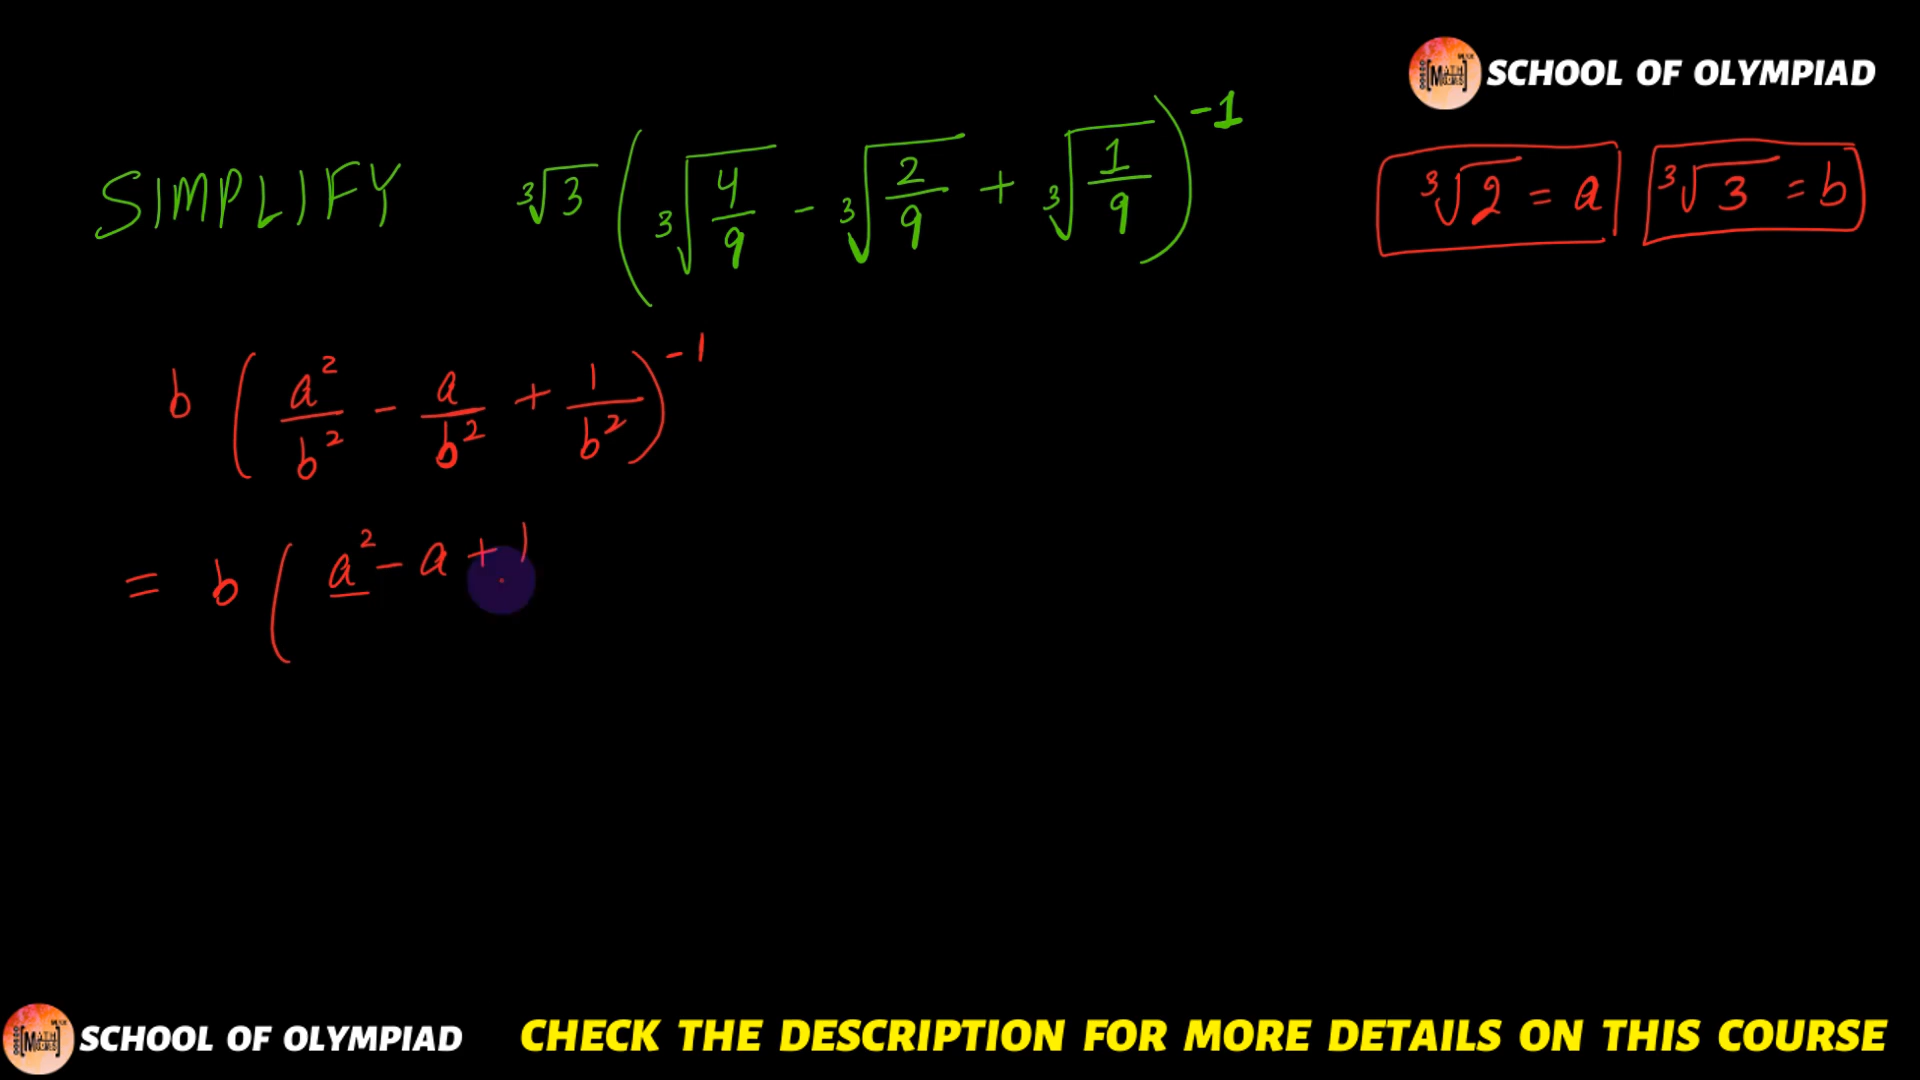 SCHOOL OF OLYMPIAD
SIMPLIFY ∛3 ( ∛(4/9) - ∛(2/9) + ∛(1/9) )^-1
∛2 = a ∛3 = b
b ( a²/b² - a/b² + 1/b² )^-1
= b ( a² - a + 1
SCHOOL OF OLYMPIAD CHECK THE DESCRIPTION FOR MORE DETAILS ON THIS COURSE